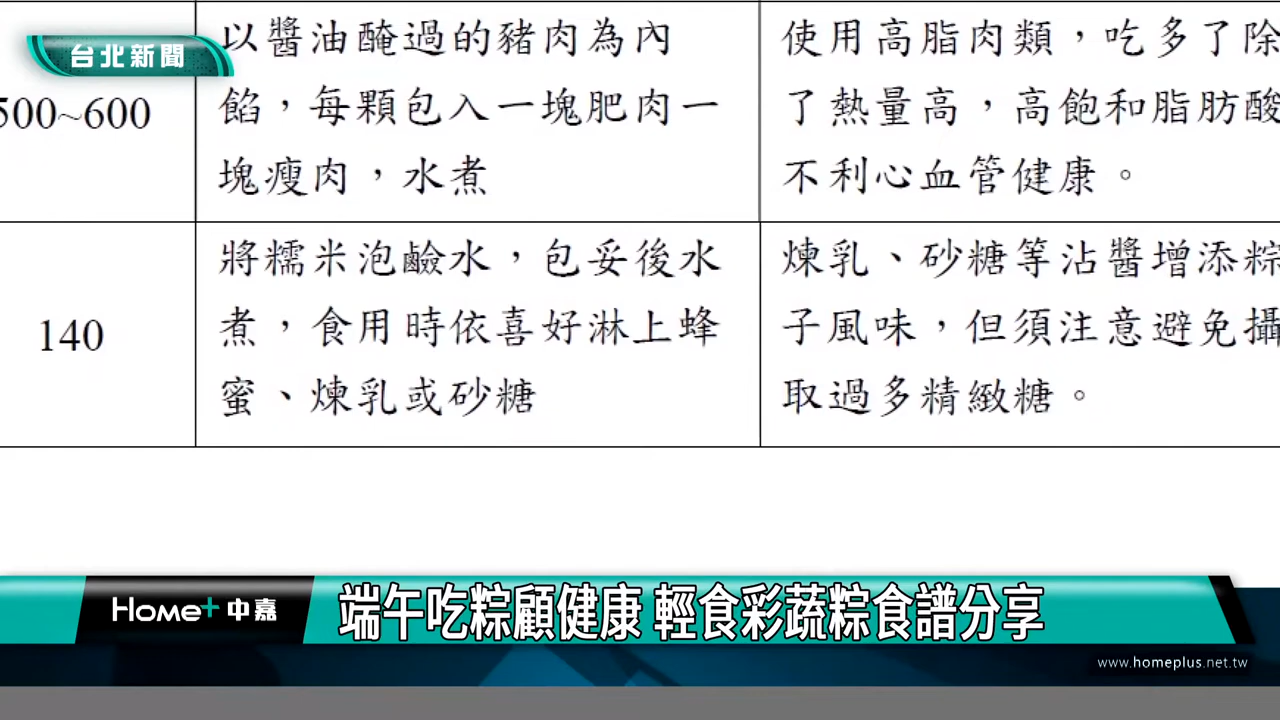 台北新聞
500~600
以醬油醃過的豬肉為內
餡，每顆包入一塊肥肉一
塊瘦肉，水煮
使用高脂肉類，吃多了除
了熱量高，高飽和脂肪酸
不利心血管健康。
140
將糯米泡鹼水，包妥後水
煮，食用時依喜好淋上蜂
蜜、煉乳或砂糖
煉乳、砂糖等沾醬增添粽
子風味，但須注意避免攝
取過多精緻糖。
Home+中嘉
端午吃粽顧健康 輕食彩蔬粽食譜分享
www.homeplus.net.tw